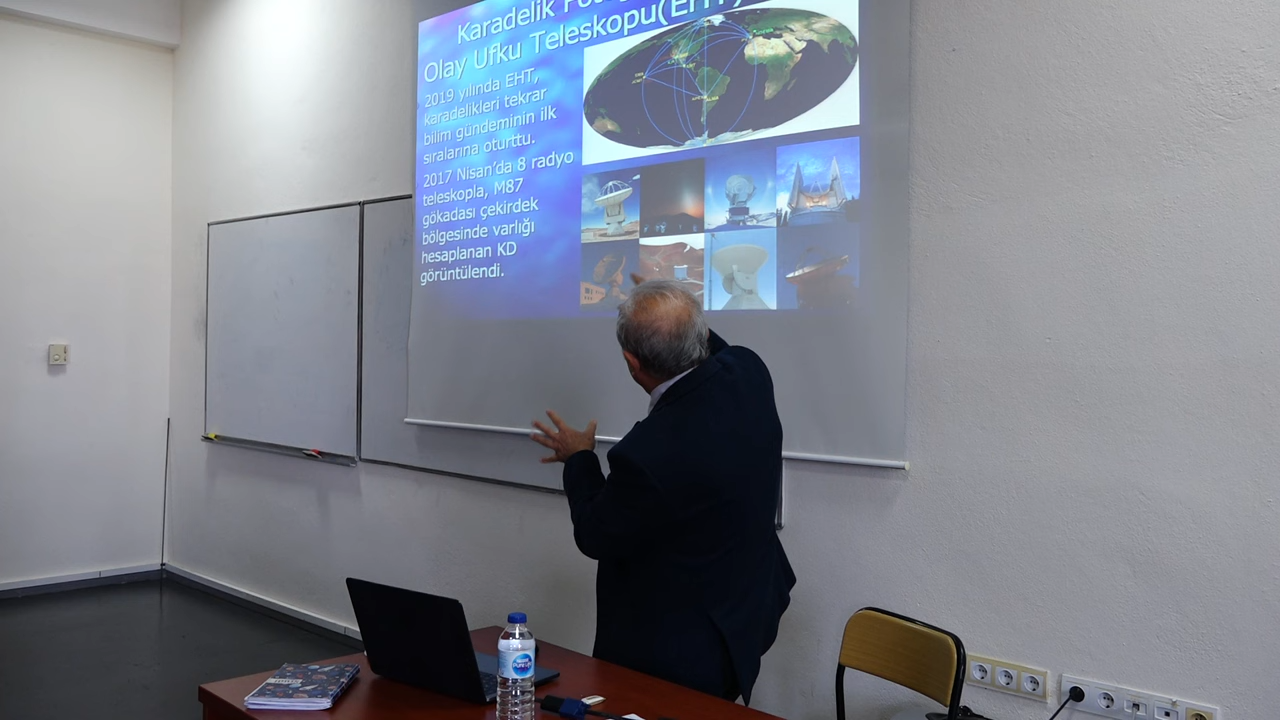 Karadelik
Olay Ufku Teleskopu(EHT)
2019 yılında EHT,
karadelikleri tekrar
bilim gündeminin ilk
sıralarına oturttu.
2017 Nisan'da 8 radyo
teleskopla, M87
gökadası çekirdek
bölgesinde varlığı
hesaplanan KD
görüntülendi.